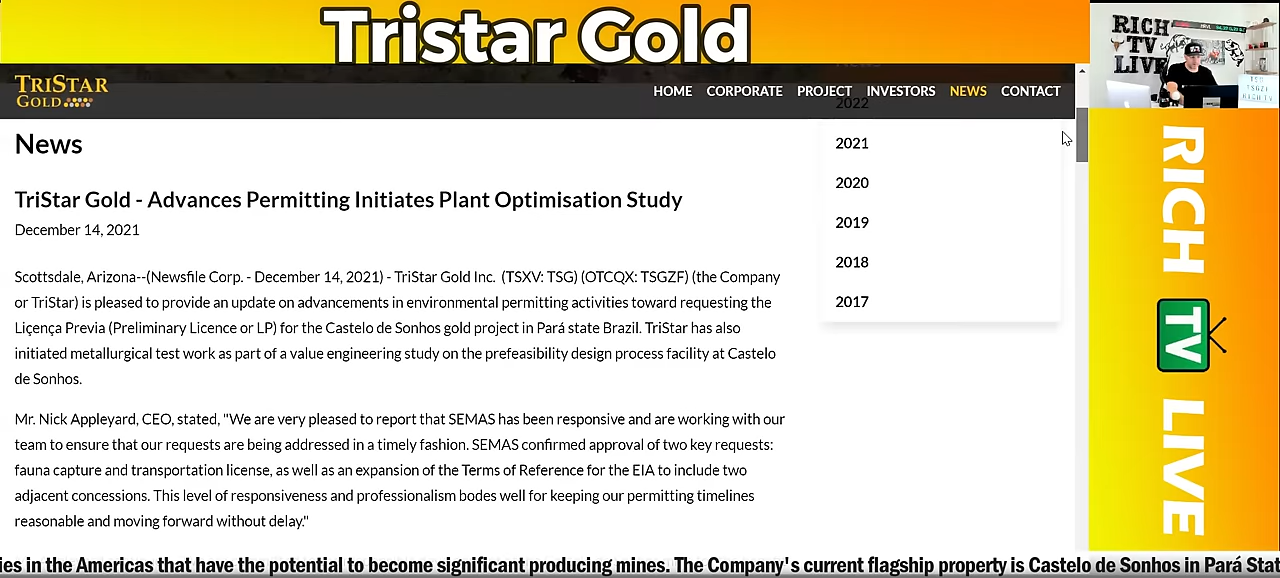 Tristar Gold
RICH
TV
LIVE
TRISTAR
GOLD
HOME CORPORATE PROJECT INVESTORS NEWS CONTACT
News
2022
2021
2020
2019
2018
2017
News
TriStar Gold - Advances Permitting Initiates Plant Optimisation Study
December 14, 2021
Scottsdale, Arizona--(Newsfile Corp. - December 14, 2021) - TriStar Gold Inc. (TSXV: TSG) (OTCQX: TSGZF) (the Company
or TriStar) is pleased to provide an update on advancements in environmental permitting activities toward requesting the
Liçença Previa (Preliminary Licence or LP) for the Castelo de Sonhos gold project in Pará state Brazil. TriStar has also
initiated metallurgical test work as part of a value engineering study on the prefeasibility design process facility at Castelo
de Sonhos.
Mr. Nick Appleyard, CEO, stated, "We are very pleased to report that SEMAS has been responsive and are working with our
team to ensure that our requests are being addressed in a timely fashion. SEMAS confirmed approval of two key requests:
fauna capture and transportation license, as well as an expansion of the Terms of Reference for the EIA to include two
adjacent concessions. This level of responsiveness and professionalism bodes well for keeping our permitting timelines
reasonable and moving forward without delay."
RICH TV LIVE
ies in the Americas that have the potential to become significant producing mines. The Company's current flagship property is Castelo de Sonhos in Pará Stat